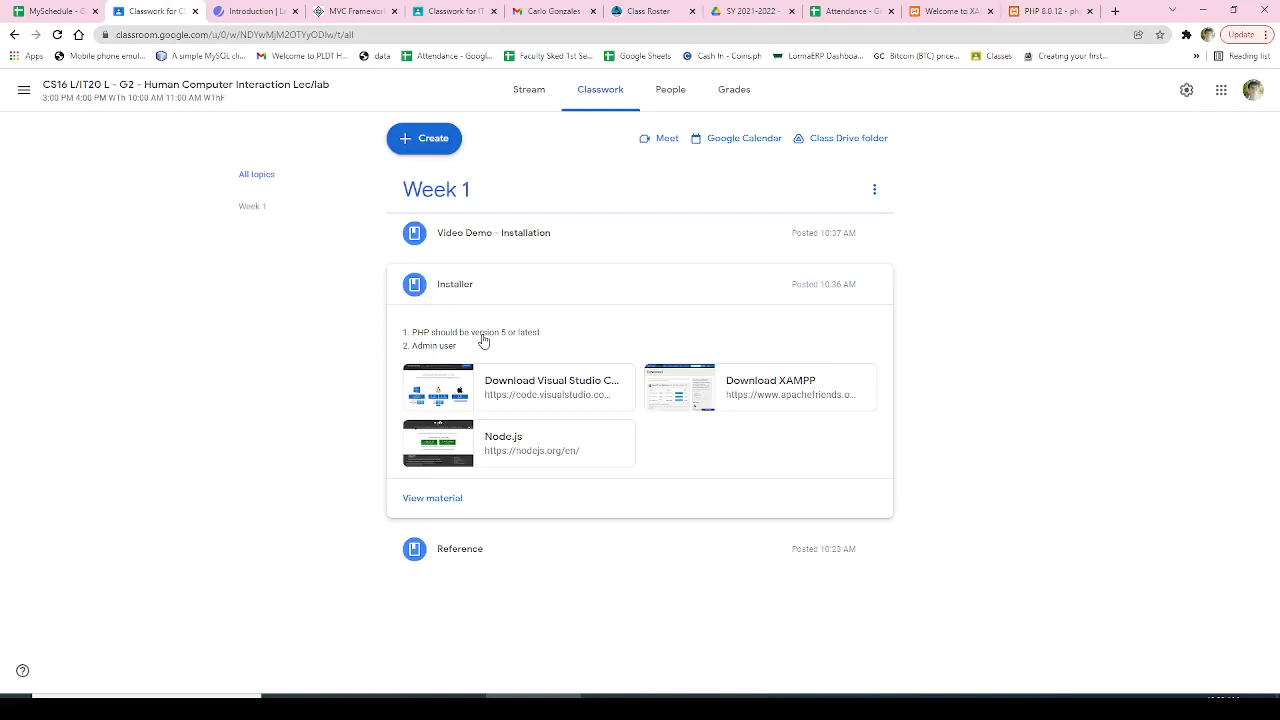 MySchedule - G
Classwork for C
Introduction | L
MVC Framewor
Classwork for IT
Carlo Gonzales
Class Roster
SY 2021-2022 -
Attendance - G
Welcome to XA
PHP 8.0.12 - ph
classroom.google.com/u/0/w/NDYwMjM2OTYyODIw/t/all
Update
Apps
Mobile phone emul...
A simple MySQL cli...
Welcome to PLDT H...
data
Attendance - Googl...
Faculty Sked 1st Se...
Google Sheets
Cash In - Coins.ph
LormaERP Dashboa...
Bitcoin (BTC) price...
Classes
Creating your first...
Reading list
CS16 L/IT20 L - G2 - Human Computer Interaction Lec/lab
3:00 PM 4:00 PM WTh 10:00 AM 11:00 AM WThF
Stream
Classwork
People
Grades
Create
Meet
Google Calendar
Class Drive folder
All topics
Week 1
Week 1
Video Demo - Installation
Posted 10:37 AM
Installer
Posted 10:36 AM
1. PHP should be version 5 or latest
2. Admin user
Download Visual Studio C...
https://code.visualstudio.co...
Download XAMPP
https://www.apachefriends.o...
Node.js
https://nodejs.org/en/
View material
Reference
Posted 10:23 AM